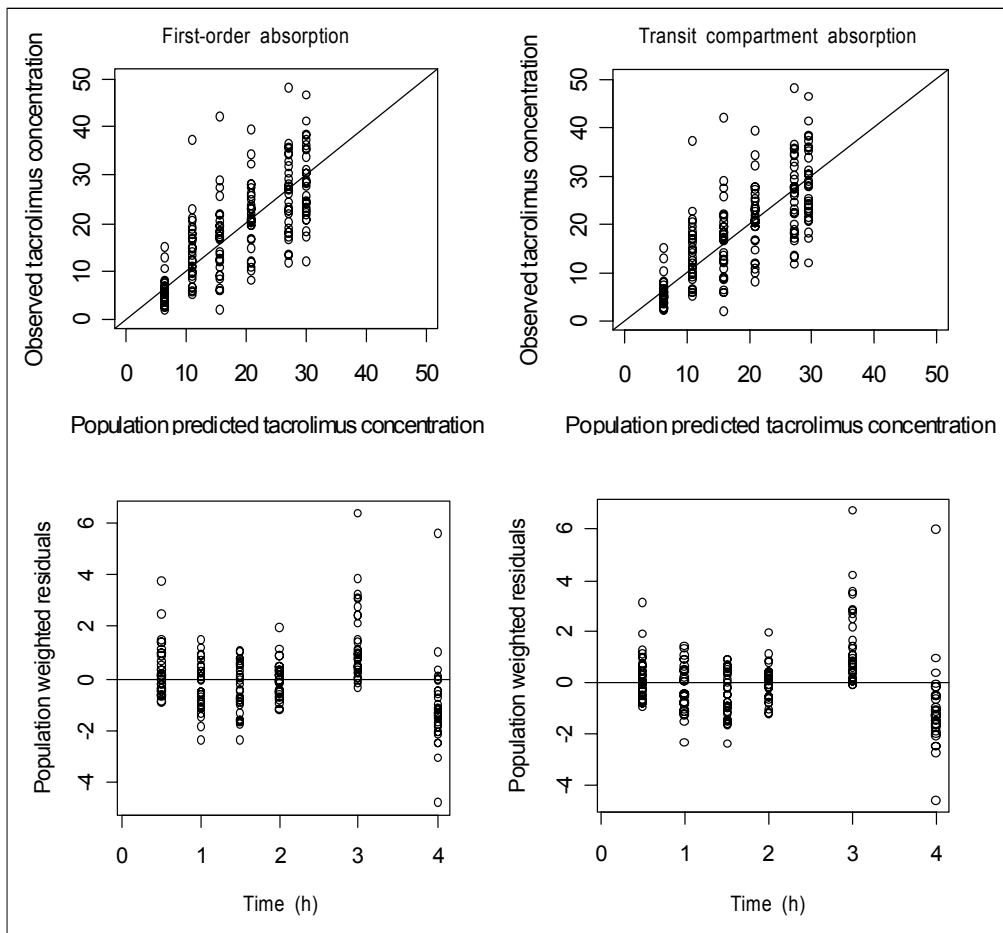 First-order absorption
Observed tacrolimus concentration
50
40
30
20
10
0
0 10 20 30 40 50
Population predicted tacrolimus concentration
Transit compartment absorption
Observed tacrolimus concentration
50
40
30
20
10
0
0 10 20 30 40 50
Population predicted tacrolimus concentration
Population weighted residuals
6
4
2
0
-2
-4
0 1 2 3 4
Time (h)
Population weighted residuals
6
4
2
0
-2
-4
0 1 2 3 4
Time (h)